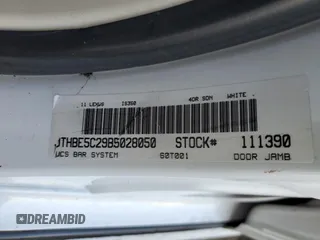 11 LEXUS IS350 4DR SDN WHITE
JTHBE5C29B5028050 STOCK# 111390
WCS BAR SYSTEM 60T001 DOOR JAMB
DREAMBID